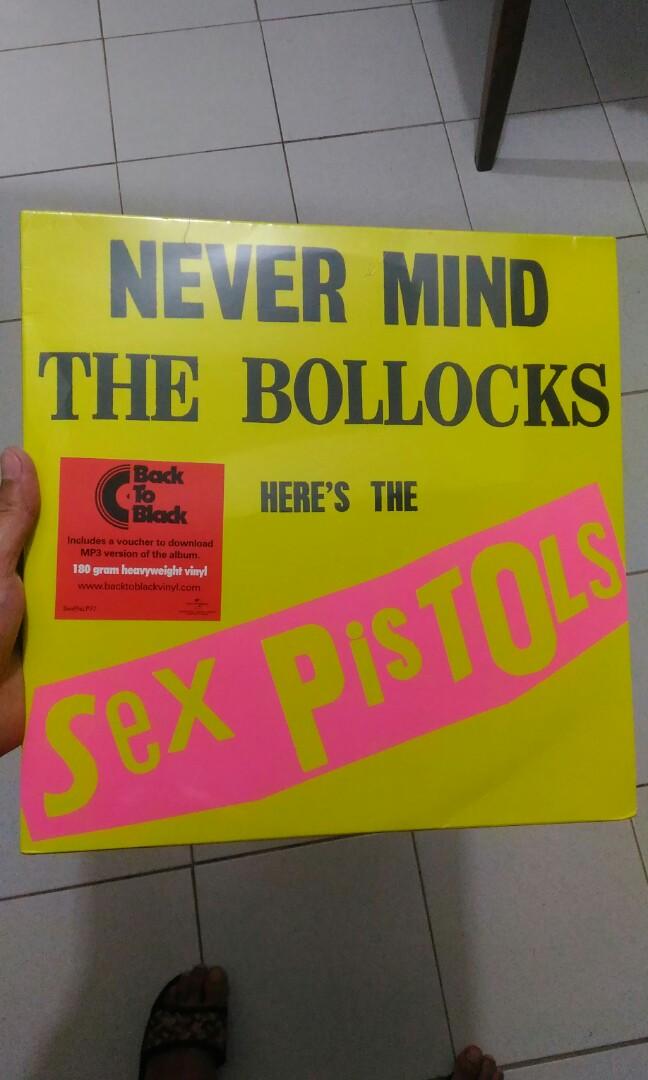 NEVER MIND
THE BOLLOCKS
HERE'S THE
Sex PiSTOLS
Back
To
Black
Includes a voucher to download
MP3 version of the album.
180 gram heavyweight vinyl
www.backtoblackvinyl.com